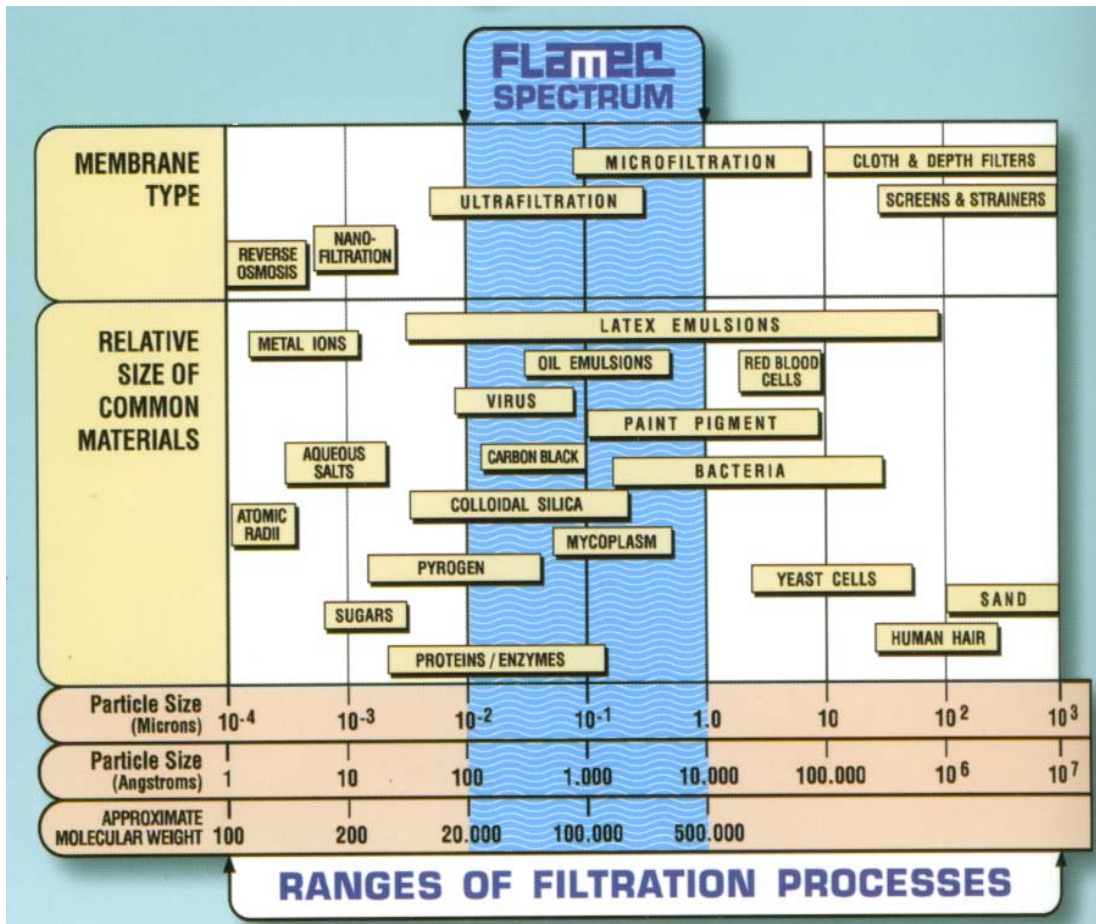 FLamec
SPECTRUM
MEMBRANE
TYPE
MICROFILTRATION
CLOTH & DEPTH FILTERS
ULTRAFILTRATION
SCREENS & STRAINERS
NANO-
FILTRATION
REVERSE
OSMOSIS
RELATIVE
SIZE OF
COMMON
MATERIALS
LATEX EMULSIONS
METAL IONS
OIL EMULSIONS
RED BLOOD
CELLS
VIRUS
PAINT PIGMENT
AQUEOUS
SALTS
CARBON BLACK
BACTERIA
COLLOIDAL SILICA
ATOMIC
RADII
MYCOPLASM
PYROGEN
YEAST CELLS
SAND
SUGARS
HUMAN HAIR
PROTEINS / ENZYMES
Particle Size
(Microns)
10-4 10-3 10-2 10-1 1.0 10 102 103
Particle Size
(Angstroms)
1 10 100 1.000 10.000 100.000 106 107
APPROXIMATE
MOLECULAR WEIGHT
100 200 20.000 100.000 500.000
RANGES OF FILTRATION PROCESSES